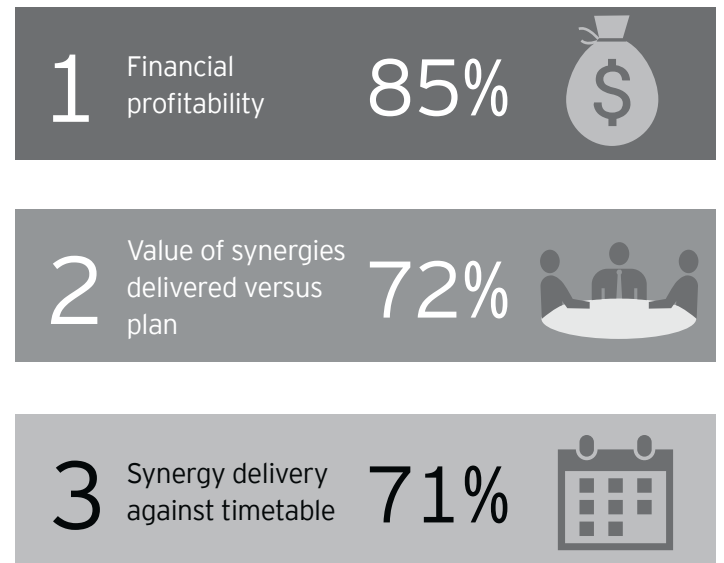 1
Financial
profitability
85%
$
2
Value of synergies
delivered versus
plan
72%
3
Synergy delivery
against timetable
71%